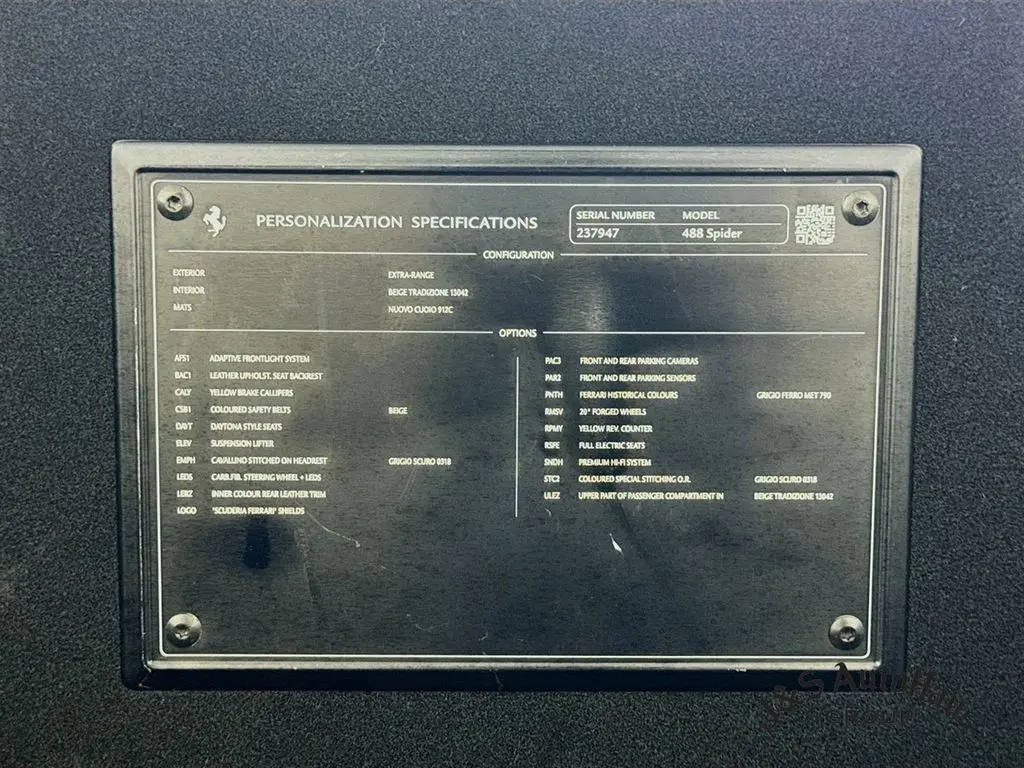 PERSONALIZATION SPECIFICATIONS
SERIAL NUMBER MODEL
237947 488 Spider
CONFIGURATION
EXTERIOR EXTRA-RANGE
INTERIOR BEIGE TRADIZIONE 13042
MATS NUOVO CUOIO 912C
OPTIONS
AFS1 ADAPTIVE FRONTLIGHT SYSTEM
BAC1 LEATHER UPHOLST. SEAT BACKREST
CALY YELLOW BRAKE CALLIPERS
CSB1 COLOURED SAFETY BELTS BEIGE
DAYT DAYTONA STYLE SEATS
ELEV SUSPENSION LIFTER
EMPH CAVALLINO STITCHED ON HEADREST GRIGIO SCURO 0318
LEDS CARB.FIB. STEERING WHEEL + LEDS
LERZ INNER COLOUR REAR LEATHER TRIM
LOGO "SCUDERIA FERRARI" SHIELDS
PAC3 FRONT AND REAR PARKING CAMERAS
PAR2 FRONT AND REAR PARKING SENSORS
PNTH FERRARI HISTORICAL COLOURS GRIGIO FERRO MET 790
RMSV 20" FORGED WHEELS
RPMY YELLOW REV. COUNTER
RSFE FULL ELECTRIC SEATS
SNDH PREMIUM HI-FI SYSTEM
STC2 COLOURED SPECIAL STITCHING O.R. GRIGIO SCURO 0318
ULEZ UPPER PART OF PASSENGER COMPARTMENT IN BEIGE TRADIZIONE 13042